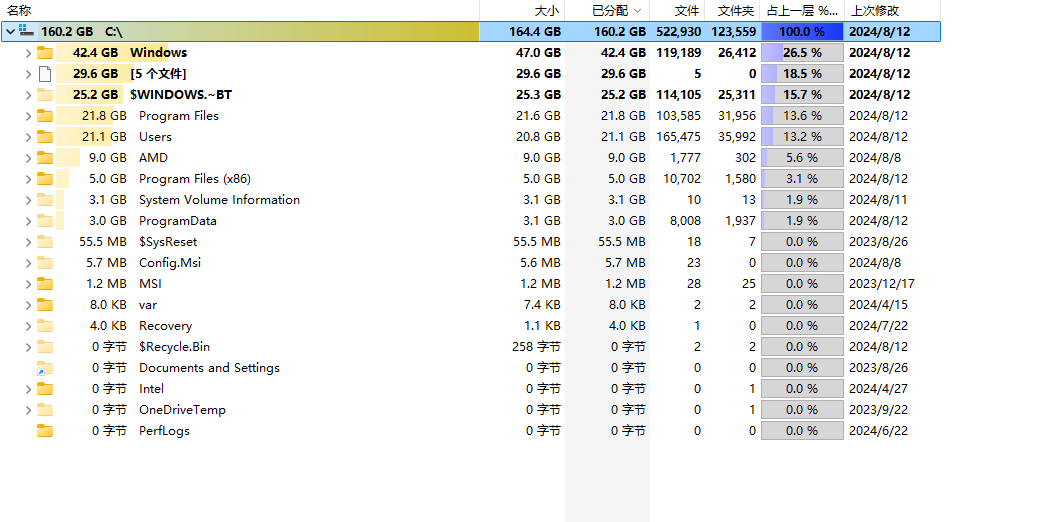 名称 大小 已分配 文件 文件夹 占上一层 %... 上次修改
160.2 GB C:\ 164.4 GB 160.2 GB 522,930 123,559 100.0 % 2024/8/12
42.4 GB Windows 47.0 GB 42.4 GB 119,189 26,412 26.5 % 2024/8/12
29.6 GB [5 个文件] 29.6 GB 29.6 GB 5 0 18.5 % 2024/8/12
25.2 GB $WINDOWS.~BT 25.3 GB 25.2 GB 114,105 25,311 15.7 % 2024/8/12
21.8 GB Program Files 21.6 GB 21.8 GB 103,585 31,956 13.6 % 2024/8/12
21.1 GB Users 20.8 GB 21.1 GB 165,475 35,992 13.2 % 2024/8/12
9.0 GB AMD 9.0 GB 9.0 GB 1,777 302 5.6 % 2024/8/8
5.0 GB Program Files (x86) 5.0 GB 5.0 GB 10,702 1,580 3.1 % 2024/8/12
3.1 GB System Volume Information 3.1 GB 3.1 GB 10 13 1.9 % 2024/8/11
3.0 GB ProgramData 3.1 GB 3.0 GB 8,008 1,937 1.9 % 2024/8/12
55.5 MB $SysReset 55.5 MB 55.5 MB 18 7 0.0 % 2023/8/26
5.7 MB Config.Msi 5.6 MB 5.7 MB 23 0 0.0 % 2024/8/8
1.2 MB MSI 1.2 MB 1.2 MB 28 25 0.0 % 2023/12/17
8.0 KB var 7.4 KB 8.0 KB 2 2 0.0 % 2024/4/15
4.0 KB Recovery 1.1 KB 4.0 KB 1 0 0.0 % 2024/7/22
0 字节 $Recycle.Bin 258 字节 0 字节 2 2 0.0 % 2024/8/12
0 字节 Documents and Settings 0 字节 0 字节 0 0 0.0 % 2023/8/26
0 字节 Intel 0 字节 0 字节 0 1 0.0 % 2024/4/27
0 字节 OneDriveTemp 0 字节 0 字节 0 1 0.0 % 2023/9/22
0 字节 PerfLogs 0 字节 0 字节 0 0 0.0 % 2024/6/22